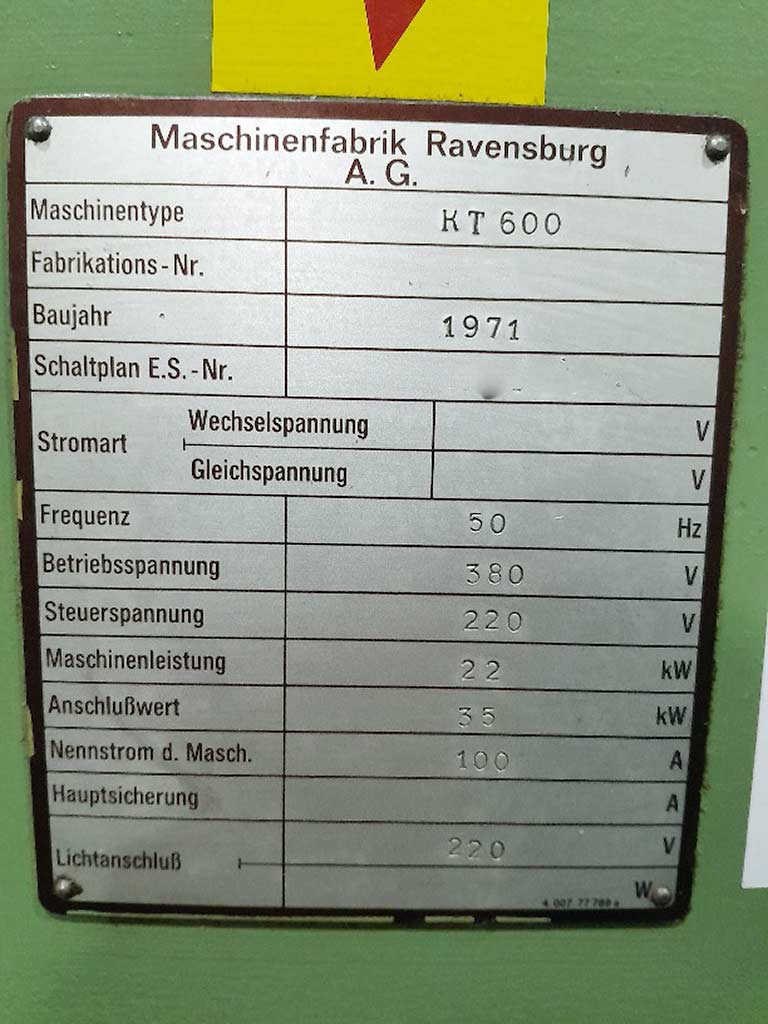 Maschinenfabrik Ravensburg
A. G.
Maschinentype KT 600
Fabrikations-Nr.
Baujahr 1971
Schaltplan E.S.-Nr.
Stromart
Wechselspannung V
Gleichspannung V
Frequenz 50 Hz
Betriebsspannung 380 V
Steuerspannung 220 V
Maschinenleistung 22 kW
Anschlußwert 35 kW
Nennstrom d. Masch. 100 A
Hauptsicherung A
Lichtanschluß 220 V
W